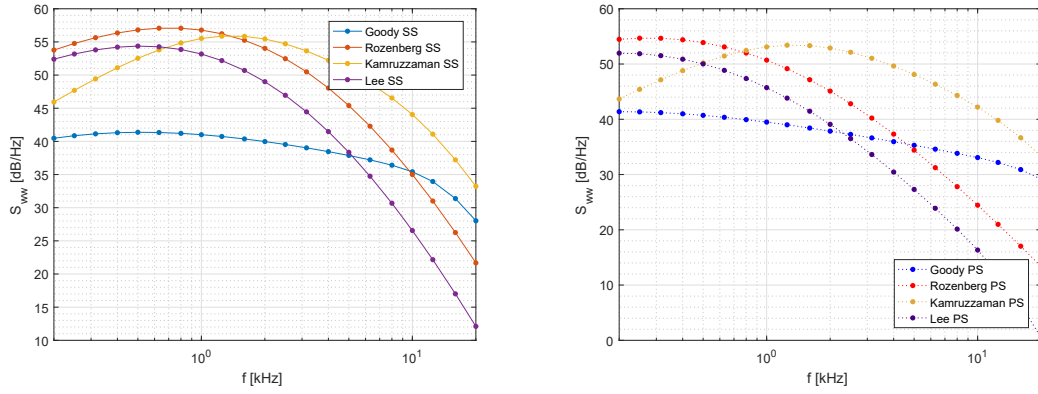 60
55
50
45
40
35
30
25
20
15
10
S_ww [dB/Hz]
10^0
10^1
f [kHz]
Goody SS
Rozenberg SS
Kamruzzaman SS
Lee SS
60
50
40
30
20
10
0
S_ww [dB/Hz]
10^0
10^1
f [kHz]
Goody PS
Rozenberg PS
Kamruzzaman PS
Lee PS